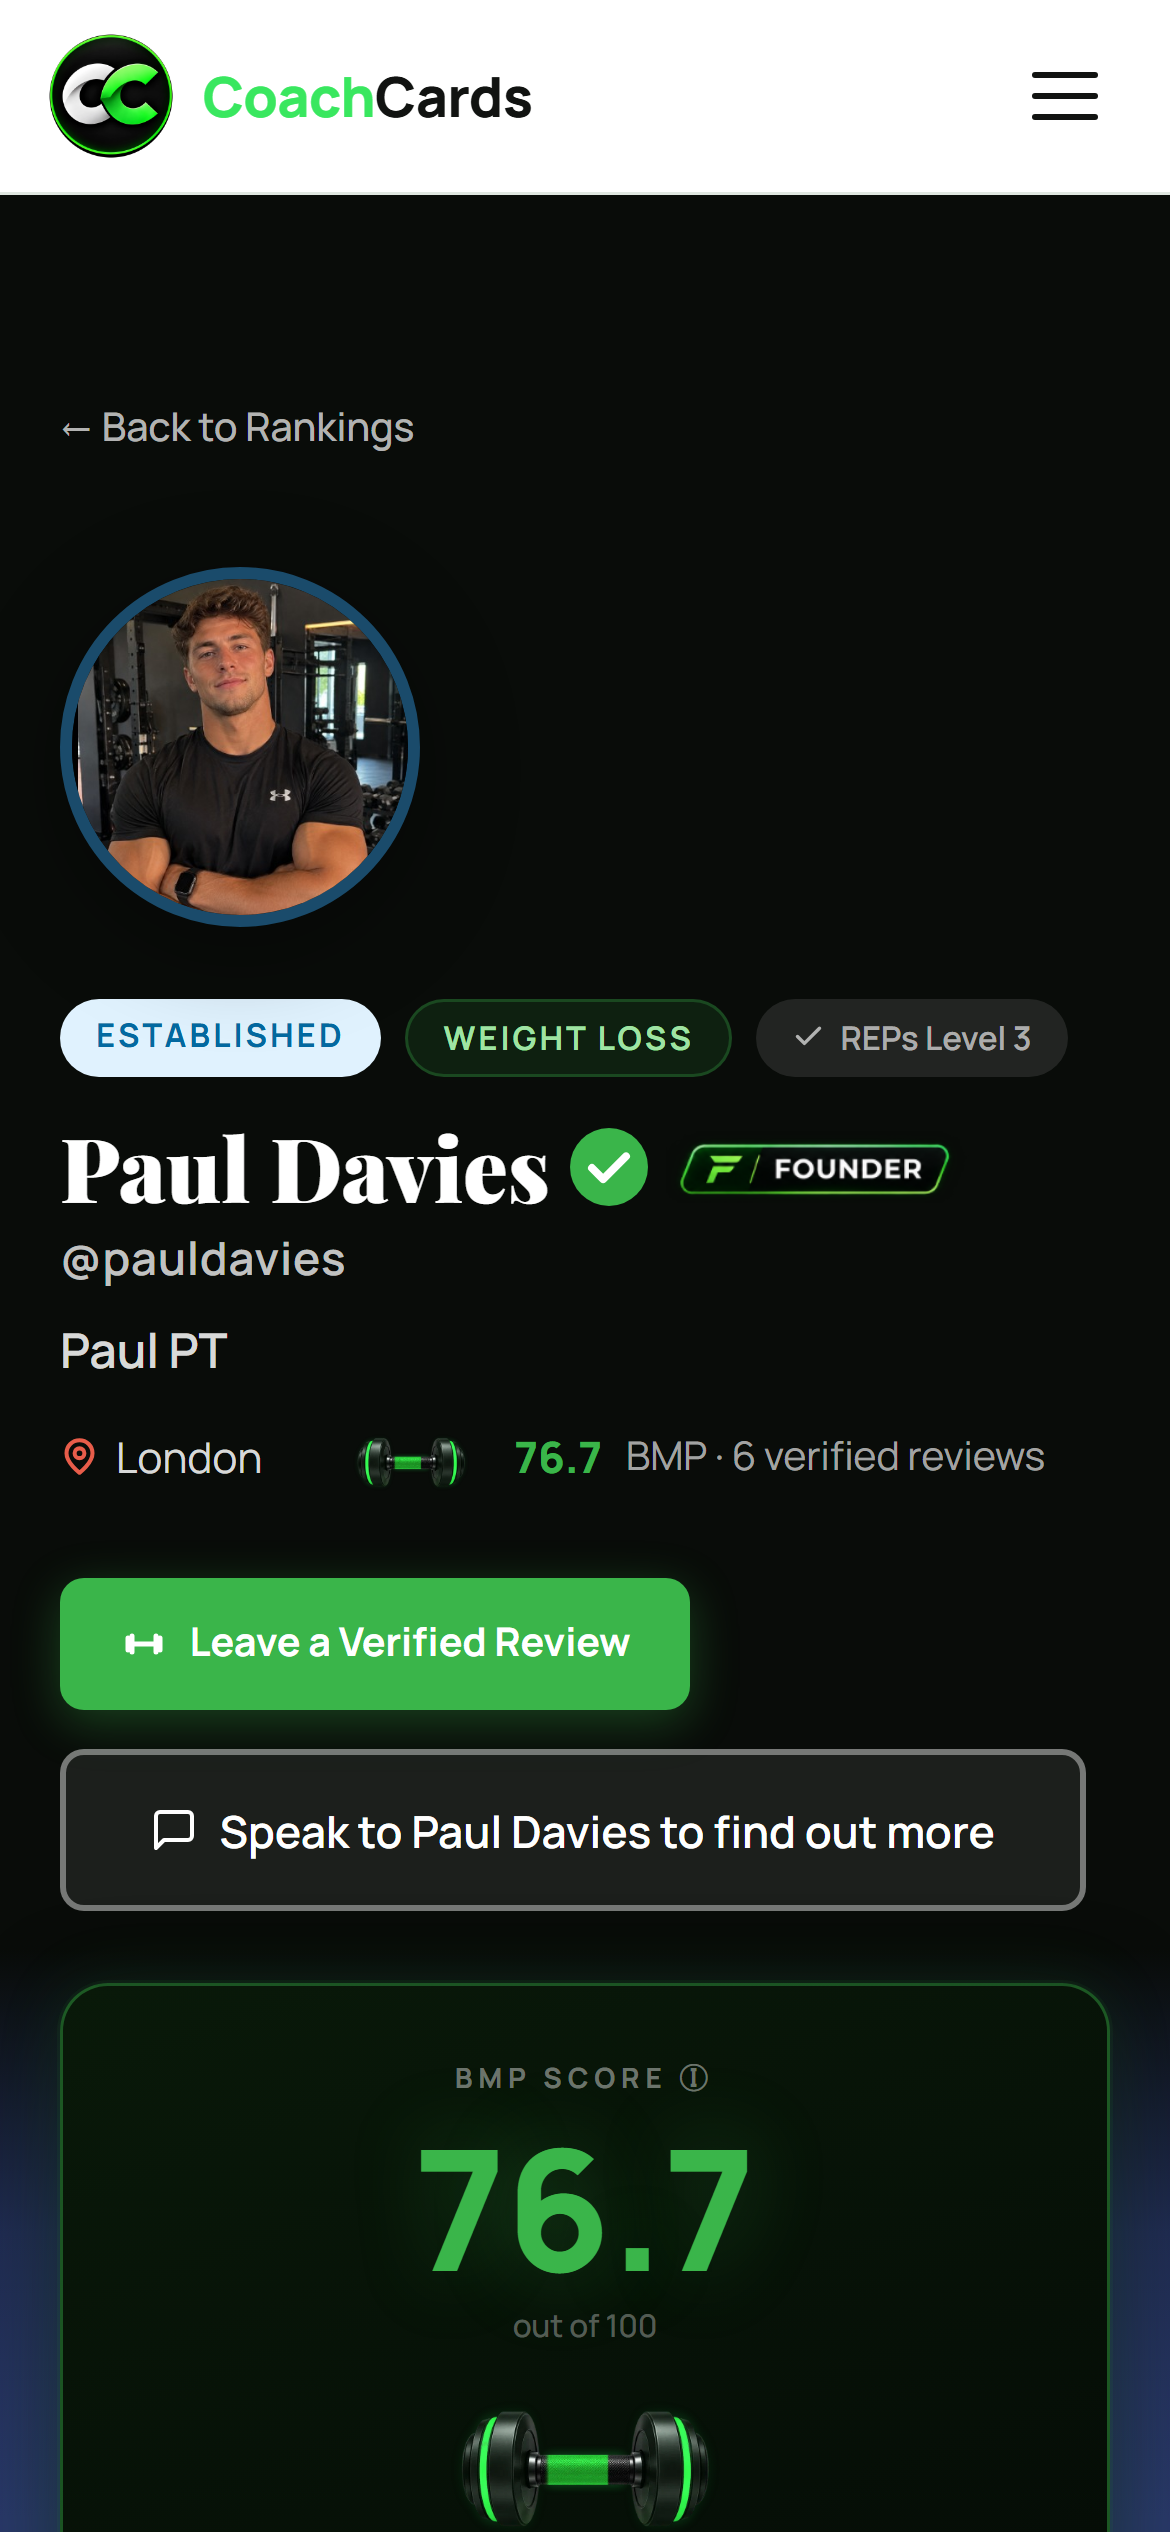 CoachCards
← Back to Rankings
ESTABLISHED WEIGHT LOSS ✓ REPs Level 3
Paul Davies FOUNDER
@pauldavies
Paul PT
London 76.7 BMP · 6 verified reviews
Leave a Verified Review
Speak to Paul Davies to find out more
BMP SCORE Ⓘ
76.7
out of 100